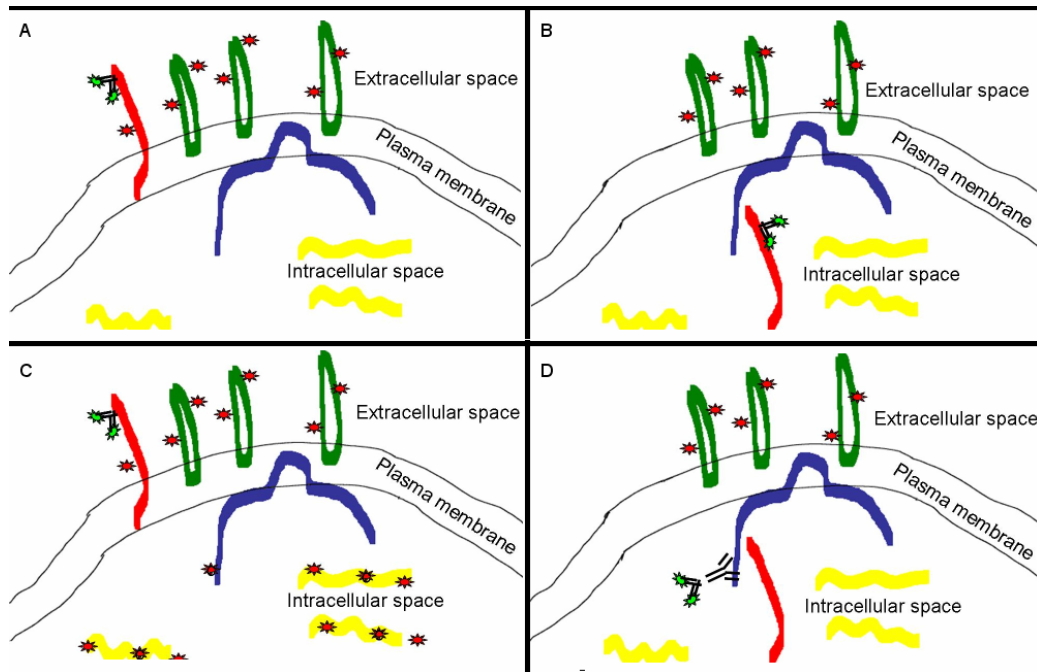 A
Extracellular space
Plasma membrane
Intracellular space
B
Extracellular space
Plasma membrane
Intracellular space
C
Extracellular space
Plasma membrane
Intracellular space
D
Extracellular space
Plasma membrane
Intracellular space